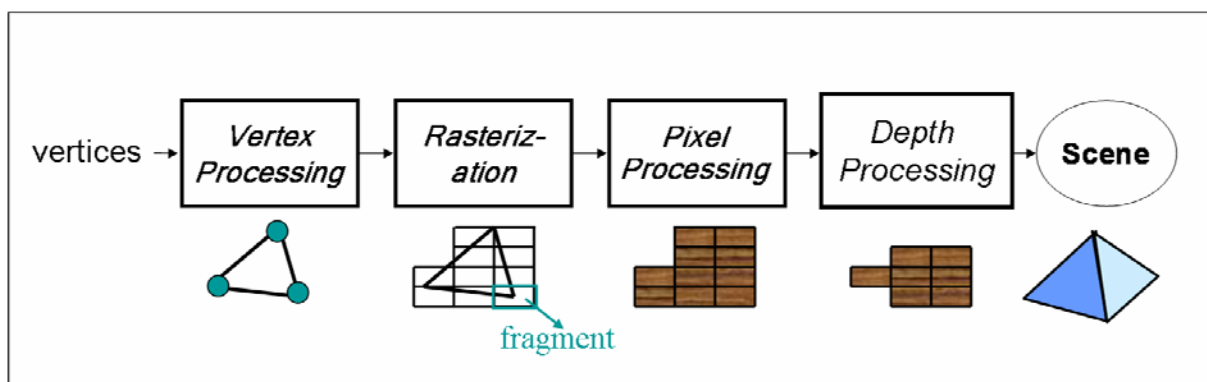 vertices
Vertex
Processing
Rasteriz-
ation
Pixel
Processing
Depth
Processing
Scene
fragment